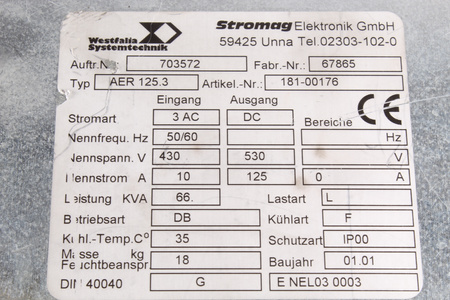 Westfalia Systemtechnik
Stromag Elektronik GmbH
59425 Unna Tel.02303-102-0
Auftr.N.: 703572 Fabr.-Nr.: 67865
Typ AER 125.3 Artikel.-Nr.: 181-00176
Eingang Ausgang
Stromart 3 AC DC Bereiche CE
Nennfrequ. Hz 50/60 Hz
Nennspann. V 430 530 V
Nennstrom A 10 125 0 A
Leistung KVA 66. Lastart L
Betriebsart DB Kühlart F
Kühl.-Temp.C° 35 Schutzart IP00
Masse kg 18 Baujahr 01.01
Feuchtbeanspr
DIN 40040 G E NEL03 0003